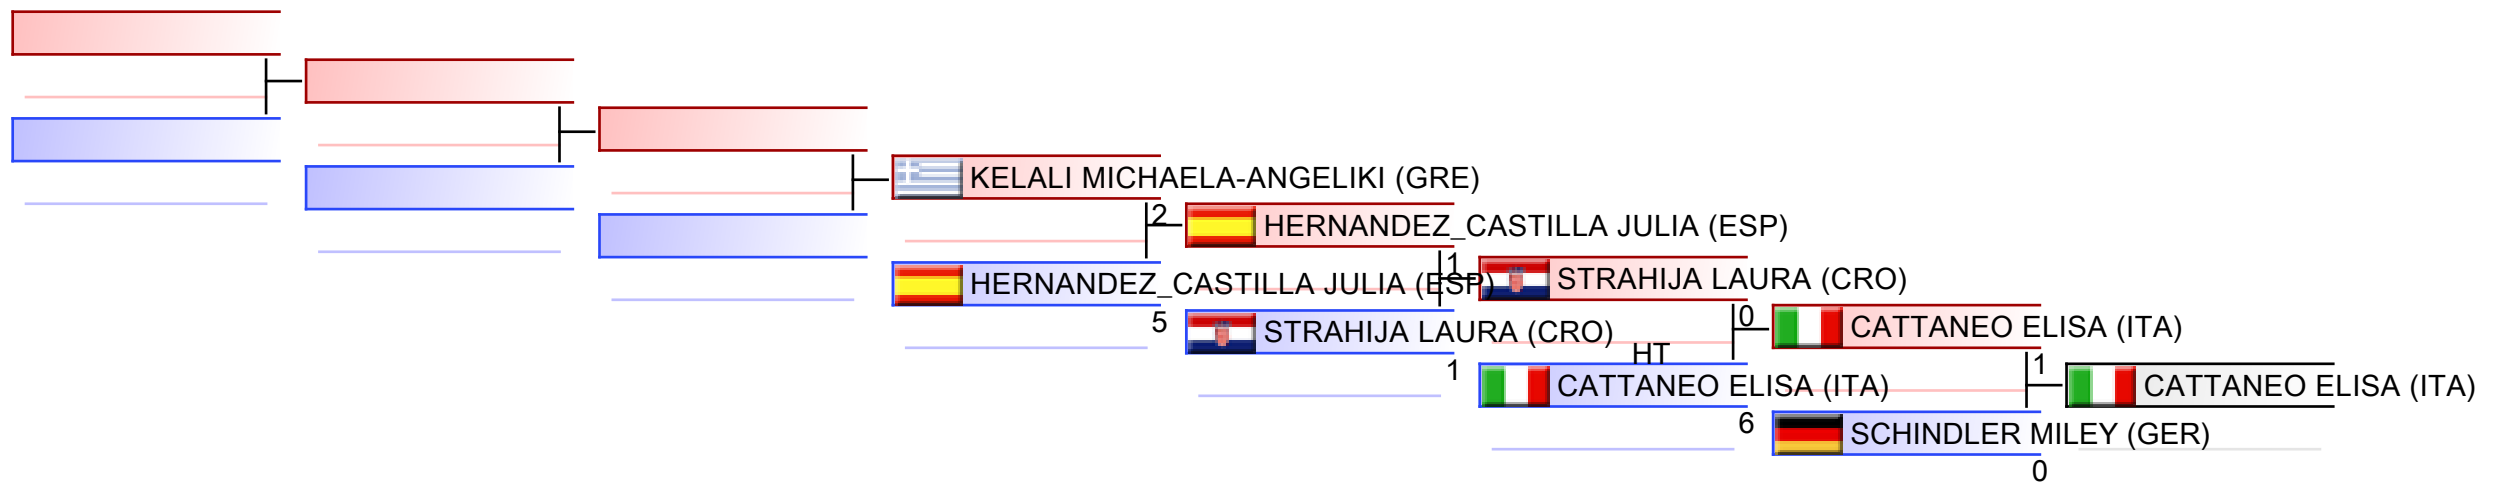 KELALI MICHAELA-ANGELIKI (GRE)
2
HERNANDEZ_CASTILLA JULIA (ESP)
HERNANDEZ_CASTILLA JULIA (ESP)
5
1
STRAHIJA LAURA (CRO)
STRAHIJA LAURA (CRO)
1
0
CATTANEO ELISA (ITA)
HT
CATTANEO ELISA (ITA)
6
1
CATTANEO ELISA (ITA)
SCHINDLER MILEY (GER)
0